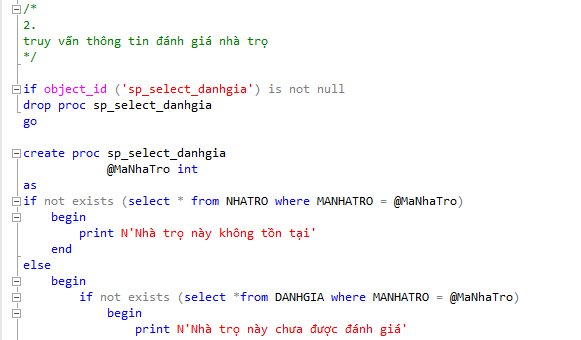 /*
2.
truy vấn thông tin đánh giá nhà trọ
*/
if object_id ('sp_select_danhgia') is not null
drop proc sp_select_danhgia
go
create proc sp_select_danhgia
@MaNhaTro int
as
if not exists (select * from NHATRO where MANHATRO = @MaNhaTro)
begin
print N'Nhà trọ này không tồn tại'
end
else
begin
if not exists (select *from DANHGIA where MANHATRO = @MaNhaTro)
begin
print N'Nhà trọ này chưa được đánh giá'